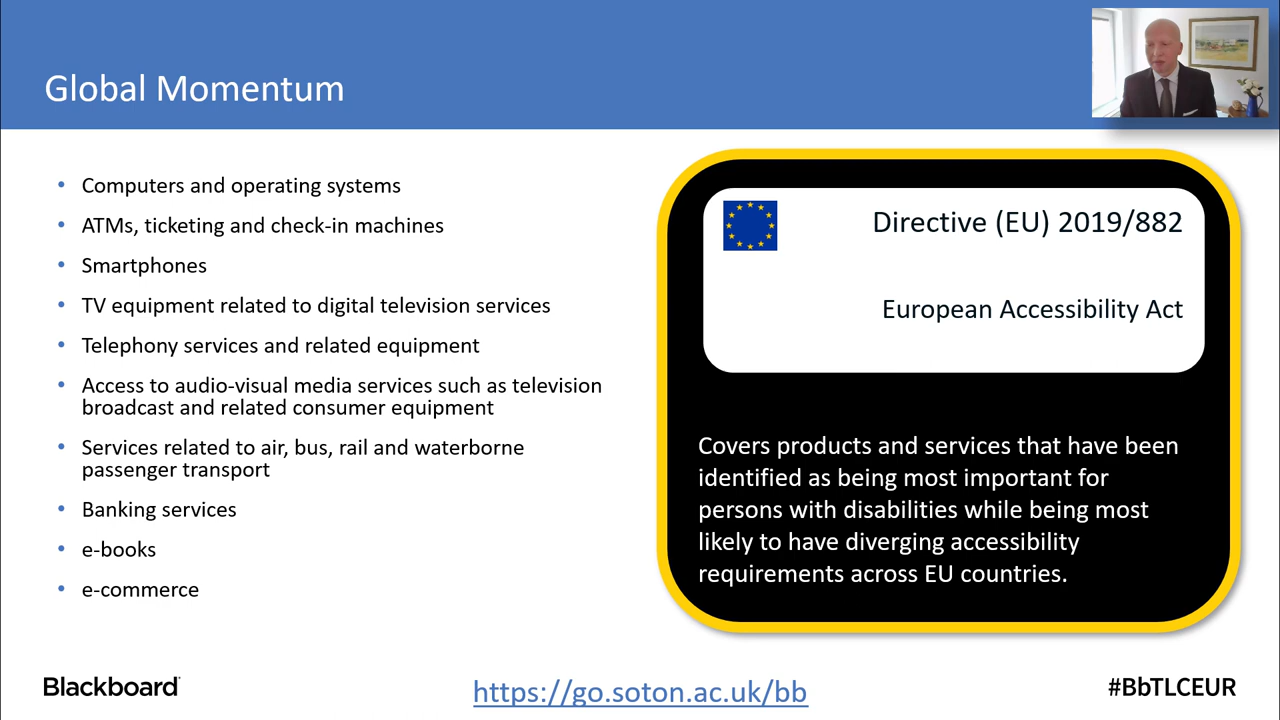 Global Momentum
• Computers and operating systems
• ATMs, ticketing and check-in machines
• Smartphones
• TV equipment related to digital television services
• Telephony services and related equipment
• Access to audio-visual media services such as television
broadcast and related consumer equipment
• Services related to air, bus, rail and waterborne
passenger transport
• Banking services
• e-books
• e-commerce
Directive (EU) 2019/882
European Accessibility Act
Covers products and services that have been
identified as being most important for
persons with disabilities while being most
likely to have diverging accessibility
requirements across EU countries.
Blackboard
https://go.soton.ac.uk/bb
#BbTLCEUR